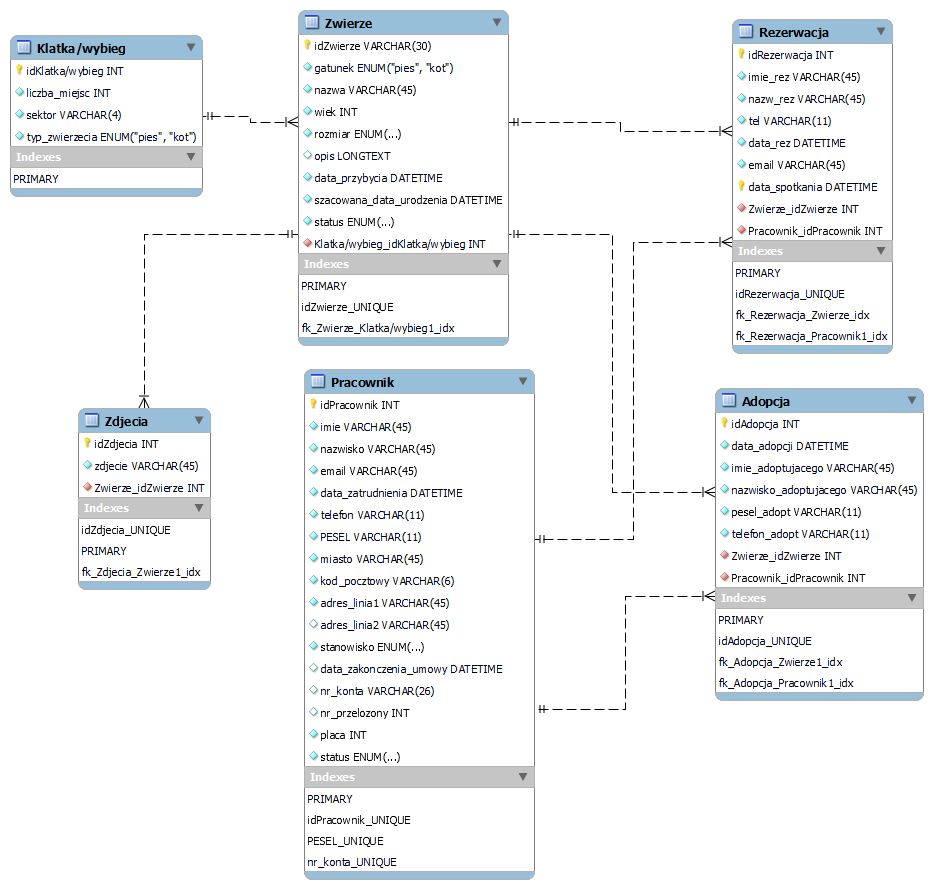 Klatka/wybieg
idKlatka/wybieg INT
liczba_miejsc INT
sektor VARCHAR(4)
typ_zwierzecia ENUM("pies", "kot")
Indexes
PRIMARY
Zwierze
idZwierze VARCHAR(30)
gatunek ENUM("pies", "kot")
nazwa VARCHAR(45)
wiek INT
rozmiar ENUM(...)
opis LONGTEXT
data_przybycia DATETIME
szacowana_data_urodzenia DATETIME
status ENUM(...)
Klatka/wybieg_idKlatka/wybieg INT
Indexes
PRIMARY
idZwierze_UNIQUE
fk_Zwierze_Klatka/wybieg1_idx
Rezerwacja
idRezerwacja INT
imie_rez VARCHAR(45)
nazw_rez VARCHAR(45)
tel VARCHAR(11)
data_rez DATETIME
email VARCHAR(45)
data_spotkania DATETIME
Zwierze_idZwierze INT
Pracownik_idPracownik INT
Indexes
PRIMARY
idRezerwacja_UNIQUE
fk_Rezerwacja_Zwierze_idx
fk_Rezerwacja_Pracownik1_idx
Zdjecia
idZdjecia INT
zdjecie VARCHAR(45)
Zwierze_idZwierze INT
Indexes
idZdjecia_UNIQUE
PRIMARY
fk_Zdjecia_Zwierze1_idx
Pracownik
idPracownik INT
imie VARCHAR(45)
nazwisko VARCHAR(45)
email VARCHAR(45)
data_zatrudnienia DATETIME
telefon VARCHAR(11)
PESEL VARCHAR(11)
miasto VARCHAR(45)
kod_pocztowy VARCHAR(6)
adres_linia1 VARCHAR(45)
adres_linia2 VARCHAR(45)
stanowisko ENUM(...)
data_zakonczenia_umowy DATETIME
nr_konta VARCHAR(26)
nr_przelozony INT
placa INT
status ENUM(...)
Indexes
PRIMARY
idPracownik_UNIQUE
PESEL_UNIQUE
nr_konta_UNIQUE
Adopcja
idAdopcja INT
data_adopcji DATETIME
imie_adoptujacego VARCHAR(45)
nazwisko_adoptujacego VARCHAR(45)
pesel_adopt VARCHAR(11)
telefon_adopt VARCHAR(11)
Zwierze_idZwierze INT
Pracownik_idPracownik INT
Indexes
PRIMARY
idAdopcja_UNIQUE
fk_Adopcja_Zwierze1_idx
fk_Adopcja_Pracownik1_idx